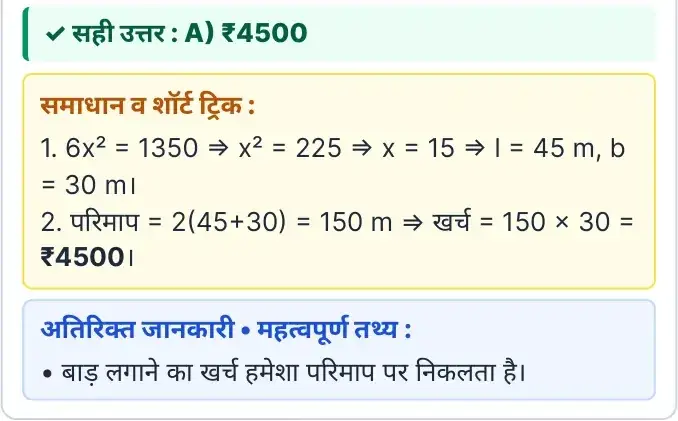 ✓ सही उत्तर : A) ₹4500
समाधान व शॉर्ट ट्रिक :
1. 6x² = 1350 ⇒ x² = 225 ⇒ x = 15 ⇒ l = 45 m, b
= 30 m।
2. परिमाप = 2(45+30) = 150 m ⇒ खर्च = 150 × 30 =
₹4500।
अतिरिक्त जानकारी • महत्वपूर्ण तथ्य :
• बाड़ लगाने का खर्च हमेशा परिमाप पर निकलता है।